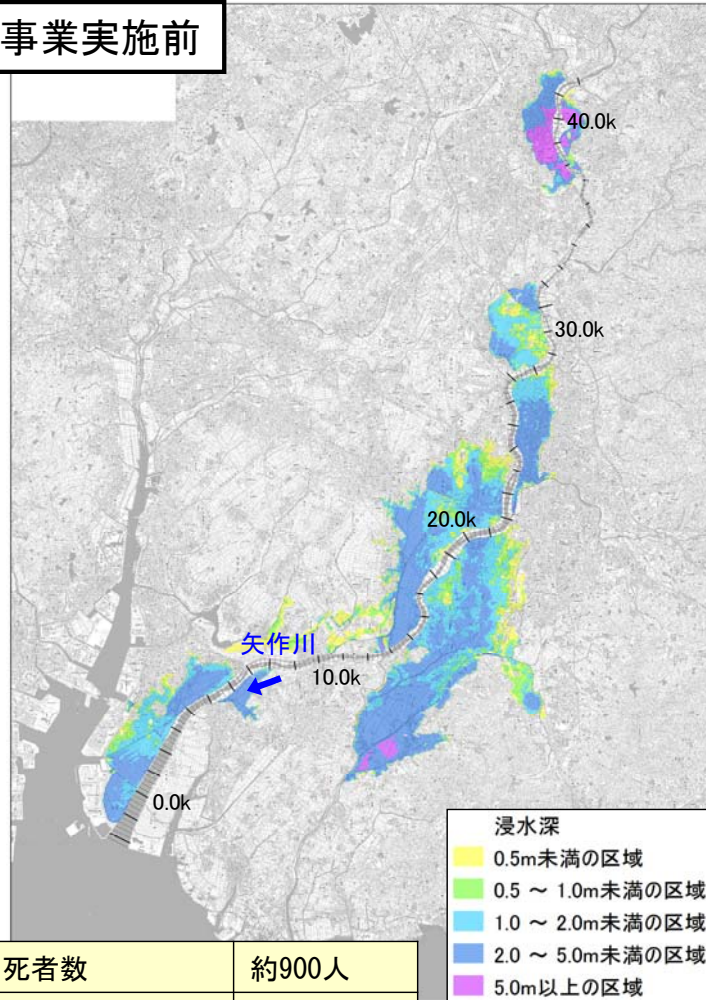 事業実施前
40.0k
30.0k
20.0k
矢作川
10.0k
0.0k
浸水深
0.5m未満の区域
0.5 ～ 1.0m未満の区域
1.0 ～ 2.0m未満の区域
2.0 ～ 5.0m未満の区域
5.0m以上の区域
死者数 約900人